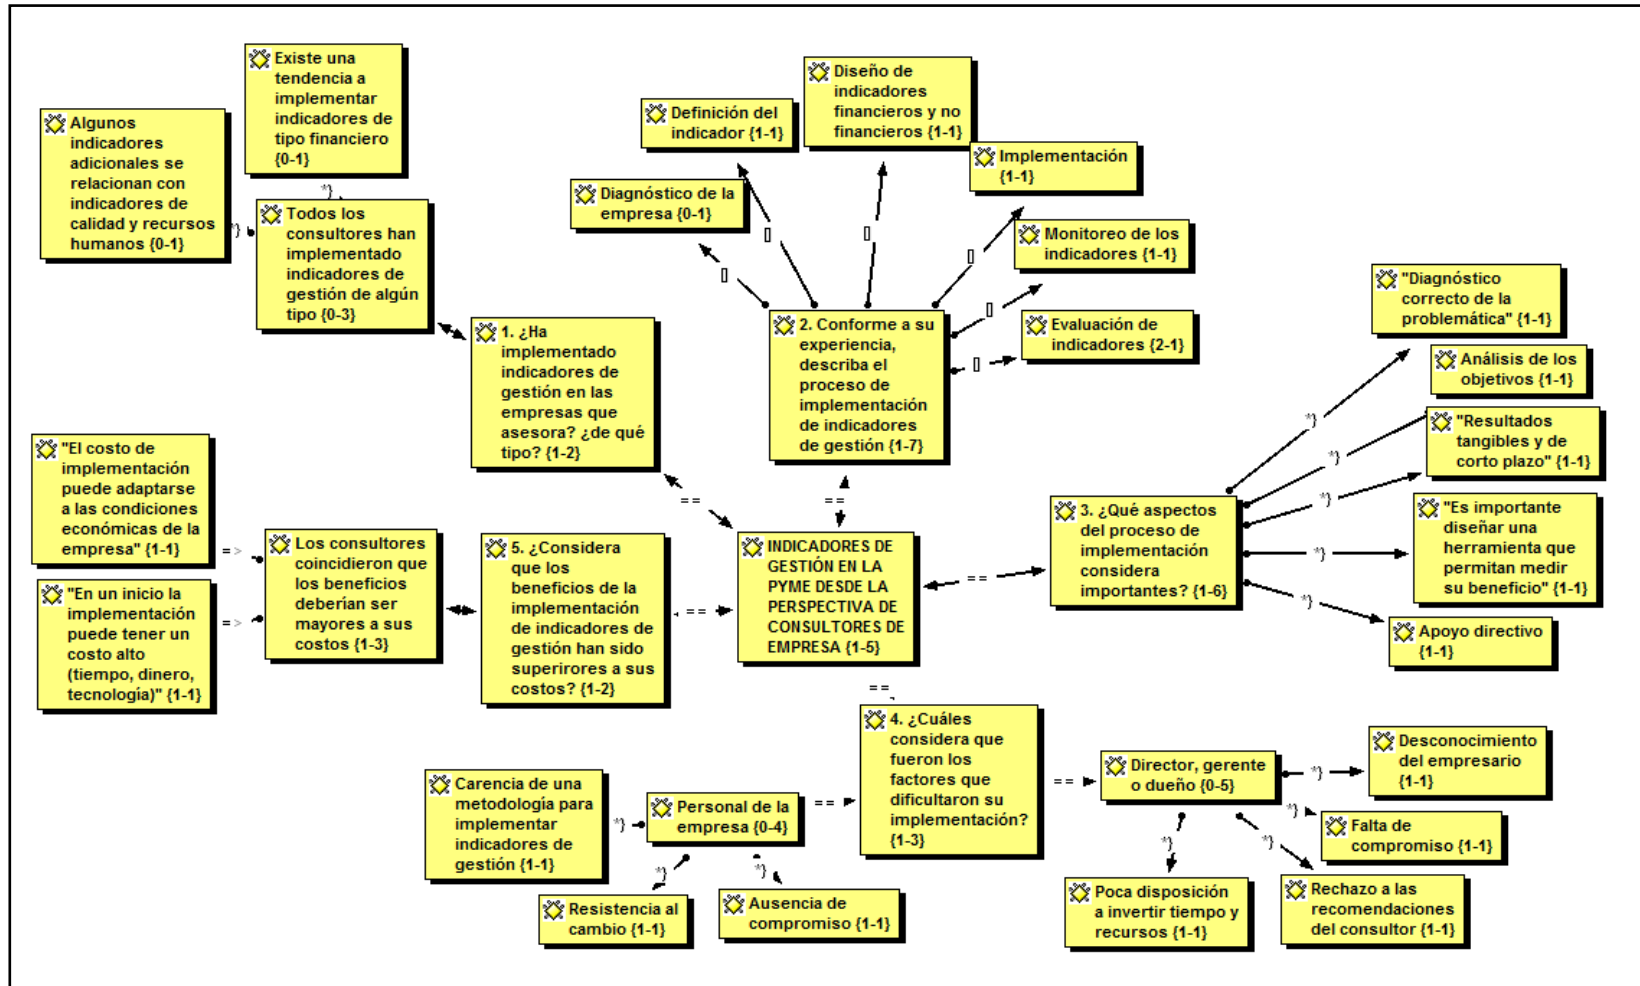 Existe una
tendencia a
implementar
indicadores de
tipo financiero
{0-1}
Algunos
indicadores
adicionales se
relacionan con
indicadores de
calidad y recursos
humanos {0-1}
*}
*}
Todos los
consultores han
implementado
indicadores de
gestión de algún
tipo {0-3}
1. ¿Ha
implementado
indicadores de
gestión en las
empresas que
asesora? ¿de qué
tipo? {1-2}
Definición del
indicador {1-1}
Diseño de
indicadores
financieros y no
financieros {1-1}
Implementación
{1-1}
Diagnóstico de la
empresa {0-1}
Monitoreo de los
indicadores {1-1}
Evaluación de
indicadores {2-1}
[]
[]
[]
[]
[]
[]
2. Conforme a su
experiencia,
describa el
proceso de
implementación
de indicadores
de gestión {1-7}
"Diagnóstico
correcto de la
problemática" {1-1}
Análisis de los
objetivos {1-1}
"Resultados
tangibles y de
corto plazo" {1-1}
"Es importante
diseñar una
herramienta que
permitan medir
su beneficio" {1-1}
Apoyo directivo
{1-1}
*}
*}
*}
*}
*}
3. ¿Qué aspectos
del proceso de
implementación
considera
importantes? {1-6}
==
==
==
==
==
INDICADORES DE
GESTIÓN EN LA
PYME DESDE LA
PERSPECTIVA DE
CONSULTORES DE
EMPRESA {1-5}
"El costo de
implementación
puede adaptarse
a las condiciones
económicas de la
empresa" {1-1}
=>
"En un inicio la
implementación
puede tener un
costo alto
(tiempo, dinero,
tecnología)" {1-1}
=>
Los consultores
coincidieron que
los beneficios
deberían ser
mayores a sus
costos {1-3}
5. ¿Considera
que los
beneficios de la
implementación
de indicadores de
gestión han sido
superirores a sus
costos? {1-2}
4. ¿Cuáles
considera que
fueron los
factores que
dificultaron su
implementación?
{1-3}
==
==
Carencia de una
metodología para
implementar
indicadores de
gestión {1-1}
*}
Personal de la
empresa {0-4}
*}
*}
Resistencia al
cambio {1-1}
Ausencia de
compromiso {1-1}
Director, gerente
o dueño {0-5}
*}
*}
*}
*}
Desconocimiento
del empresario
{1-1}
Falta de
compromiso {1-1}
Poca disposición
a invertir tiempo y
recursos {1-1}
Rechazo a las
recomendaciones
del consultor {1-1}